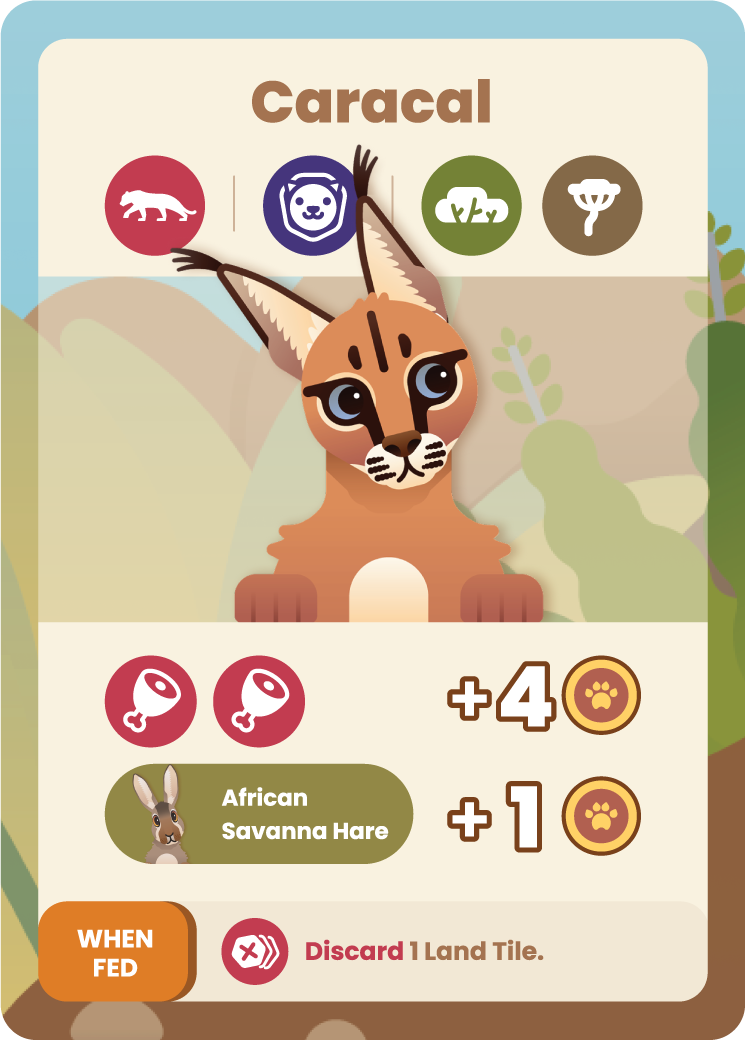 Caracal
+4
African
Savanna Hare
+1
WHEN
FED
Discard 1 Land Tile.